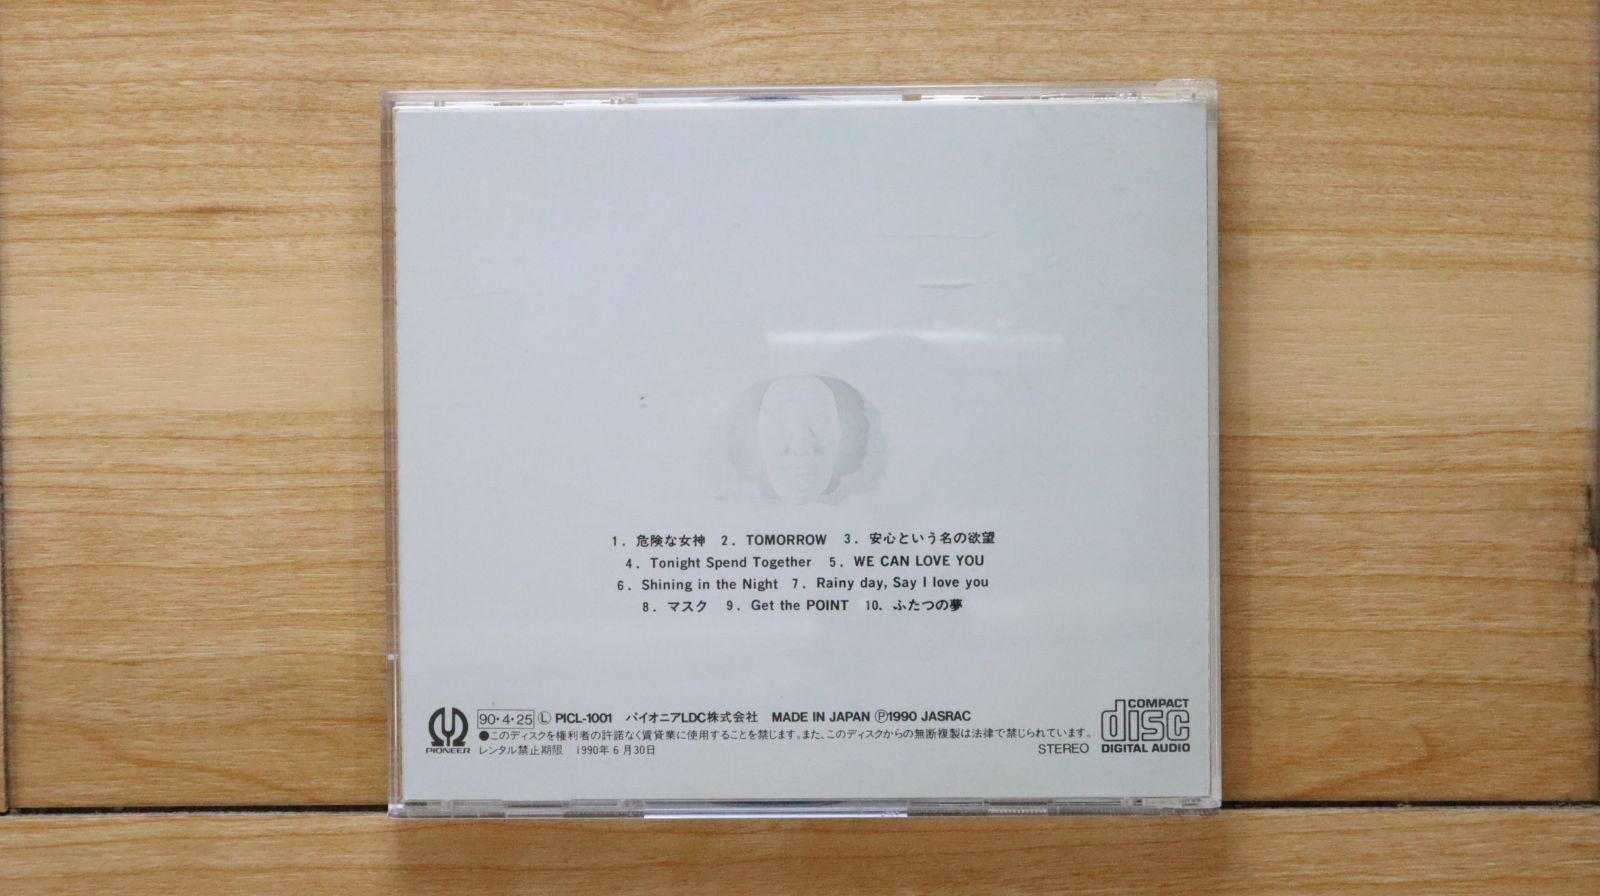 1. 危険な女神 2. TOMORROW 3. 安心という名の欲望
4. Tonight Spend Together 5. WE CAN LOVE YOU
6. Shining in the Night 7. Rainy day, Say I love you
8. マスク 9. Get the POINT 10. ふたつの夢
PIONEER
90・4・25 Ⓛ PICL-1001 パイオニアLDC株式会社 MADE IN JAPAN Ⓟ1990 JASRAC
●このディスクを権利者の許諾なく賃貸業に使用することを禁じます。また、このディスクからの無断複製は法律で禁じられています。
レンタル禁止期限 1990年6月30日
STEREO
COMPACT
disc
DIGITAL AUDIO